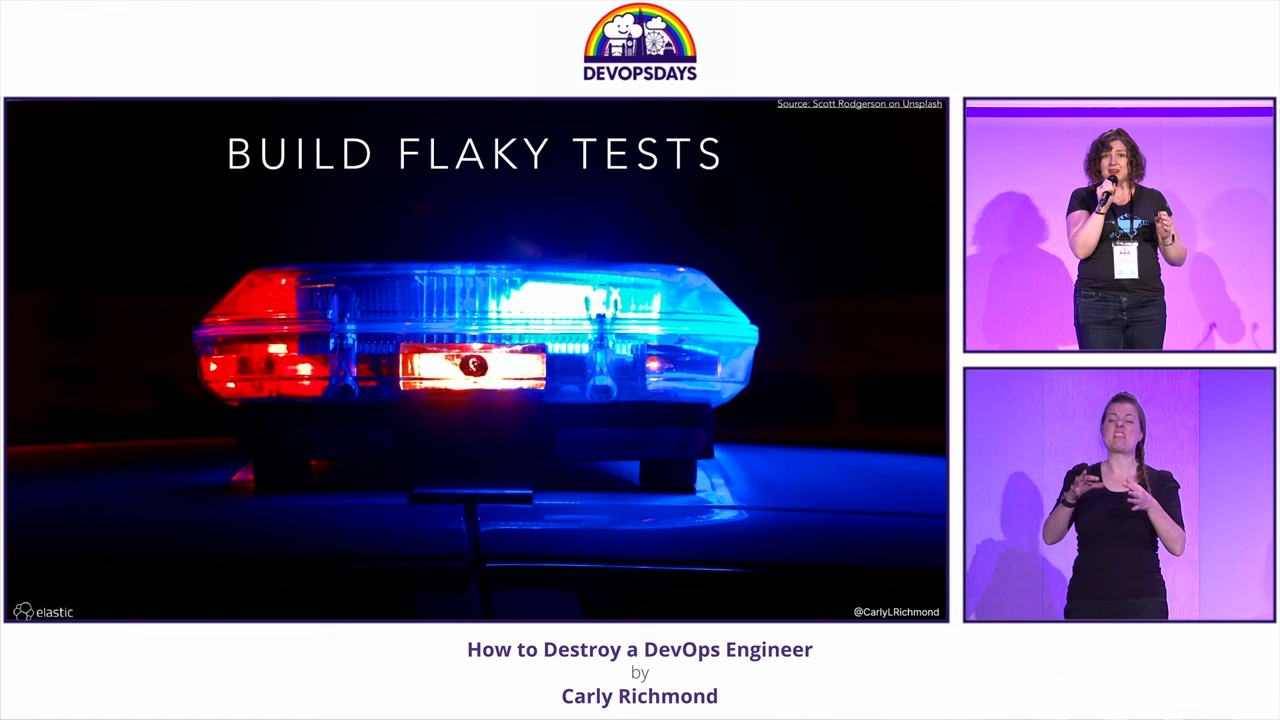 DEVOPSDAYS
Source: Scott Rodgerson on Unsplash
BUILD FLAKY TESTS
elastic
@CarlyLRichmond
How to Destroy a DevOps Engineer
by
Carly Richmond